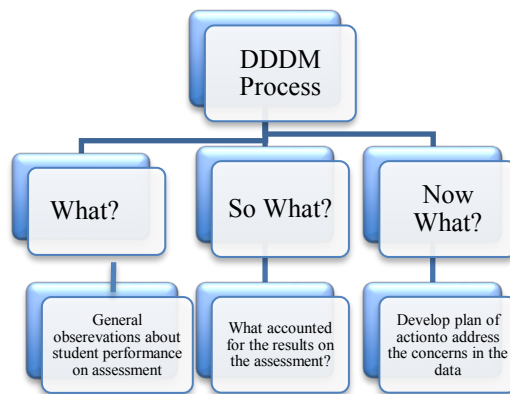 DDDM
Process
What?
So What?
Now
What?
General
obserevations about
student performance
on assessment
What accounted
for the results on
the assessment?
Develop plan of
actionto address
the concerns in the
data